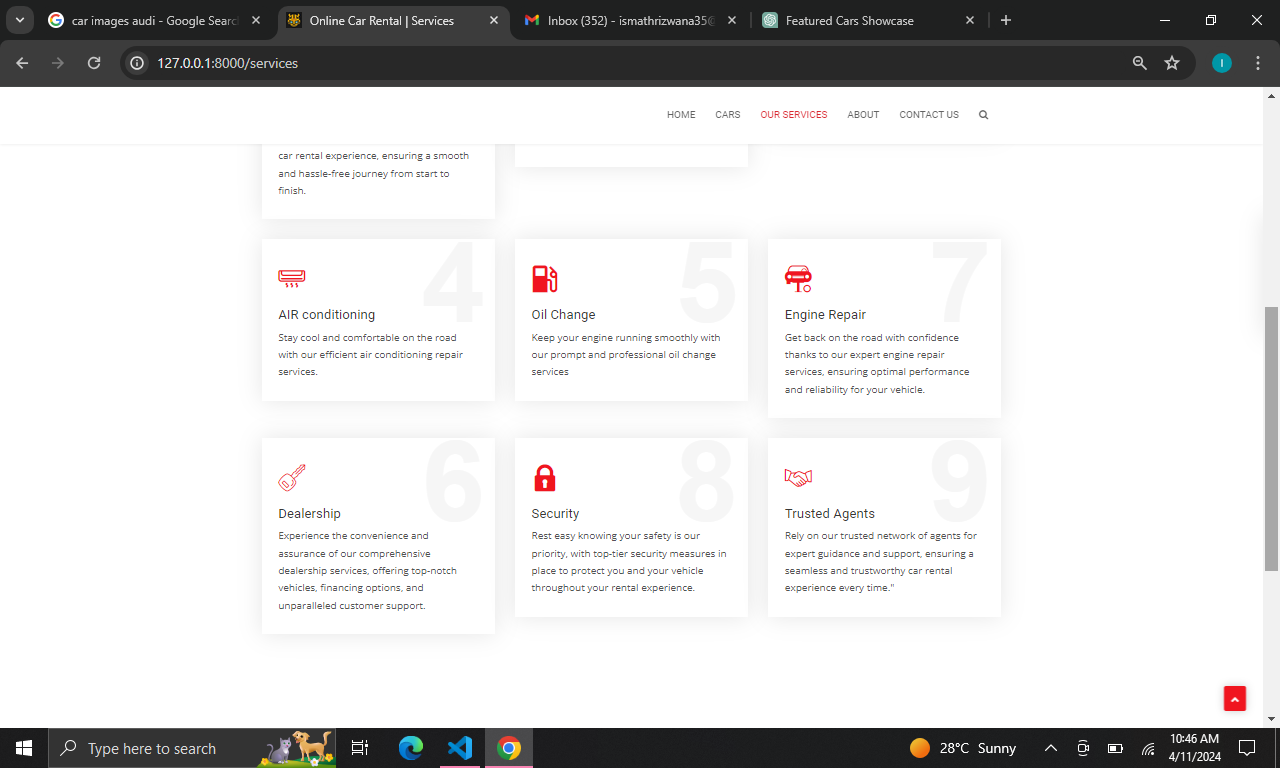 car images audi - Google Sear
Online Car Rental | Services
Inbox (352) - ismathrizwana35@
Featured Cars Showcase
127.0.0.1:8000/services
I
HOME CARS OUR SERVICES ABOUT CONTACT US
car rental experience, ensuring a smooth
and hassle-free journey from start to
finish.
4
AIR conditioning
Stay cool and comfortable on the road
with our efficient air conditioning repair
services.
5
Oil Change
Keep your engine running smoothly with
our prompt and professional oil change
services
7
Engine Repair
Get back on the road with confidence
thanks to our expert engine repair
services, ensuring optimal performance
and reliability for your vehicle.
6
Dealership
Experience the convenience and
assurance of our comprehensive
dealership services, offering top-notch
vehicles, financing options, and
unparalleled customer support.
8
Security
Rest easy knowing your safety is our
priority, with top-tier security measures in
place to protect you and your vehicle
throughout your rental experience.
9
Trusted Agents
Rely on our trusted network of agents for
expert guidance and support, ensuring a
seamless and trustworthy car rental
experience every time."
Type here to search
28°C Sunny
10:46 AM
4/11/2024